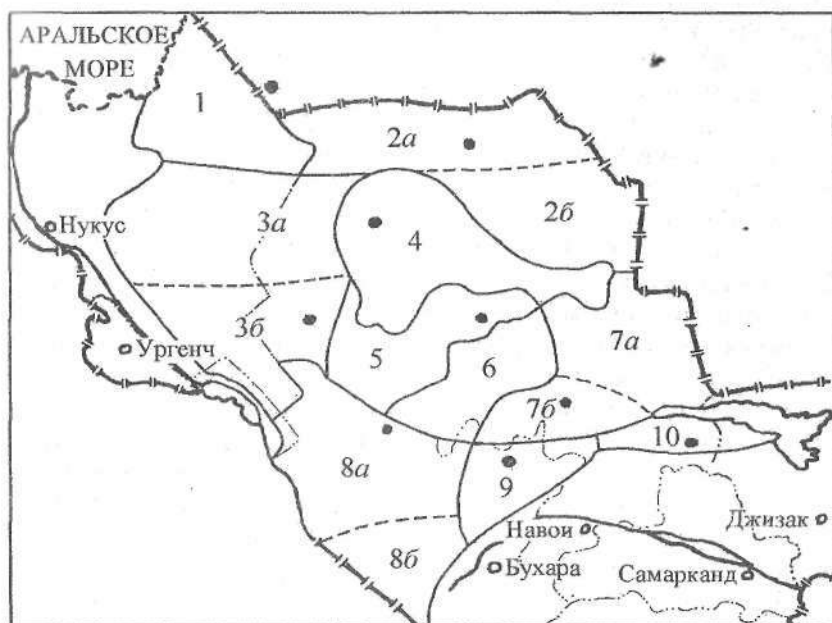 АРАЛЬСКОЕ
МОРЕ
1
2а
2б
3а
4
Нукус
3б
7а
Ургенч
5
6
7б
10
8а
9
Навои
Джизак
8б
Бухара
Самарканд